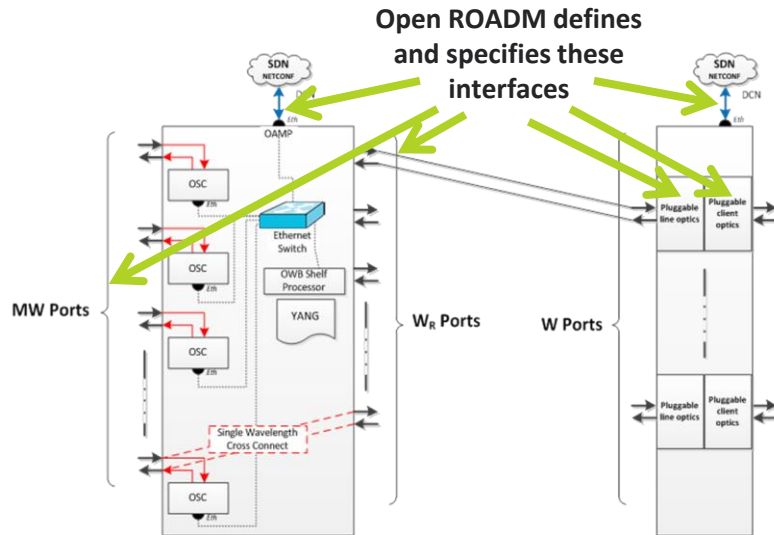 Open ROADM defines
and specifies these
interfaces
SDN
NETCONF
Eth
OAMP
OSC
Eth
OSC
Eth
OSC
Eth
OSC
Eth
Ethernet
Switch
OWB Shelf
Processor
YANG
Single Wavelength
Cross Connect
MW Ports
WR Ports
W Ports
SDN
NETCONF
DCN
Eth
Pluggable
line optics
Pluggable
client
optics
Pluggable
line optics
Pluggable
client
optics